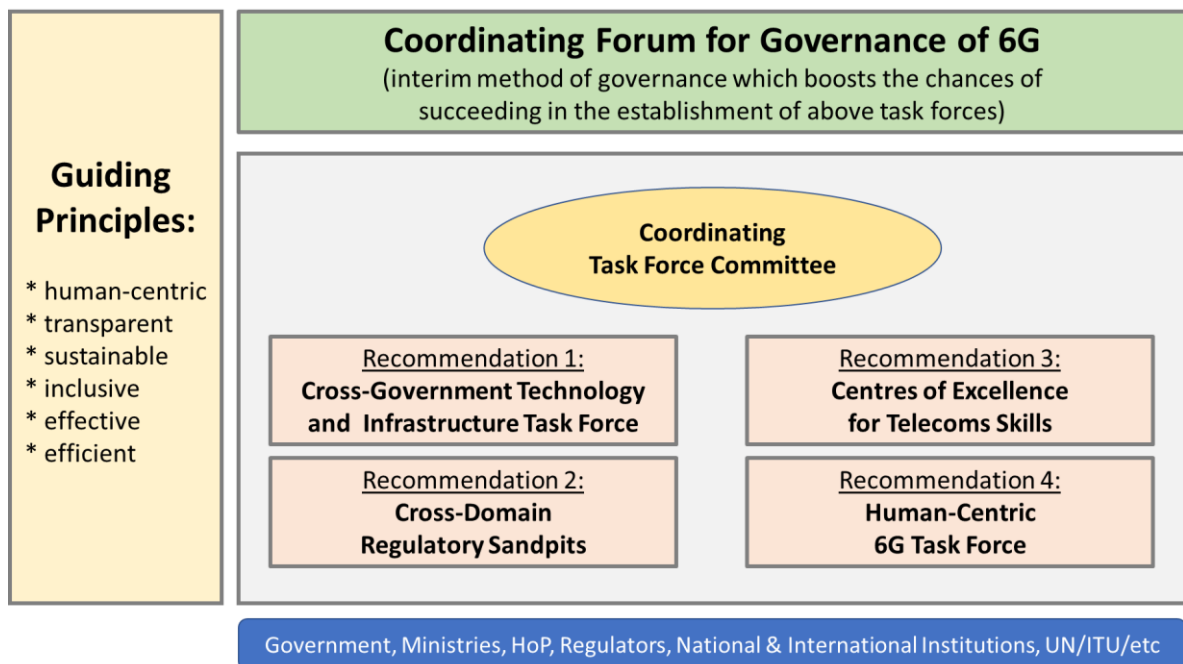 Guiding
Principles:
* human-centric
* transparent
* sustainable
* inclusive
* effective
* efficient
Coordinating Forum for Governance of 6G
(interim method of governance which boosts the chances of
succeeding in the establishment of above task forces)
Coordinating
Task Force Committee
Recommendation 1:
Cross-Government Technology
and Infrastructure Task Force
Recommendation 2:
Cross-Domain
Regulatory Sandpits
Recommendation 3:
Centres of Excellence
for Telecoms Skills
Recommendation 4:
Human-Centric
6G Task Force
Government, Ministries, HoP, Regulators, National & International Institutions, UN/ITU/etc